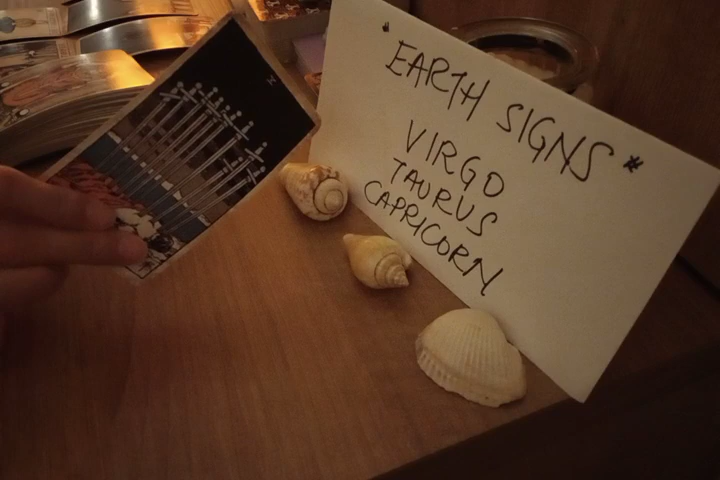 * EARTH SIGNS *
VIRGO
TAURUS
CAPRICORN
X